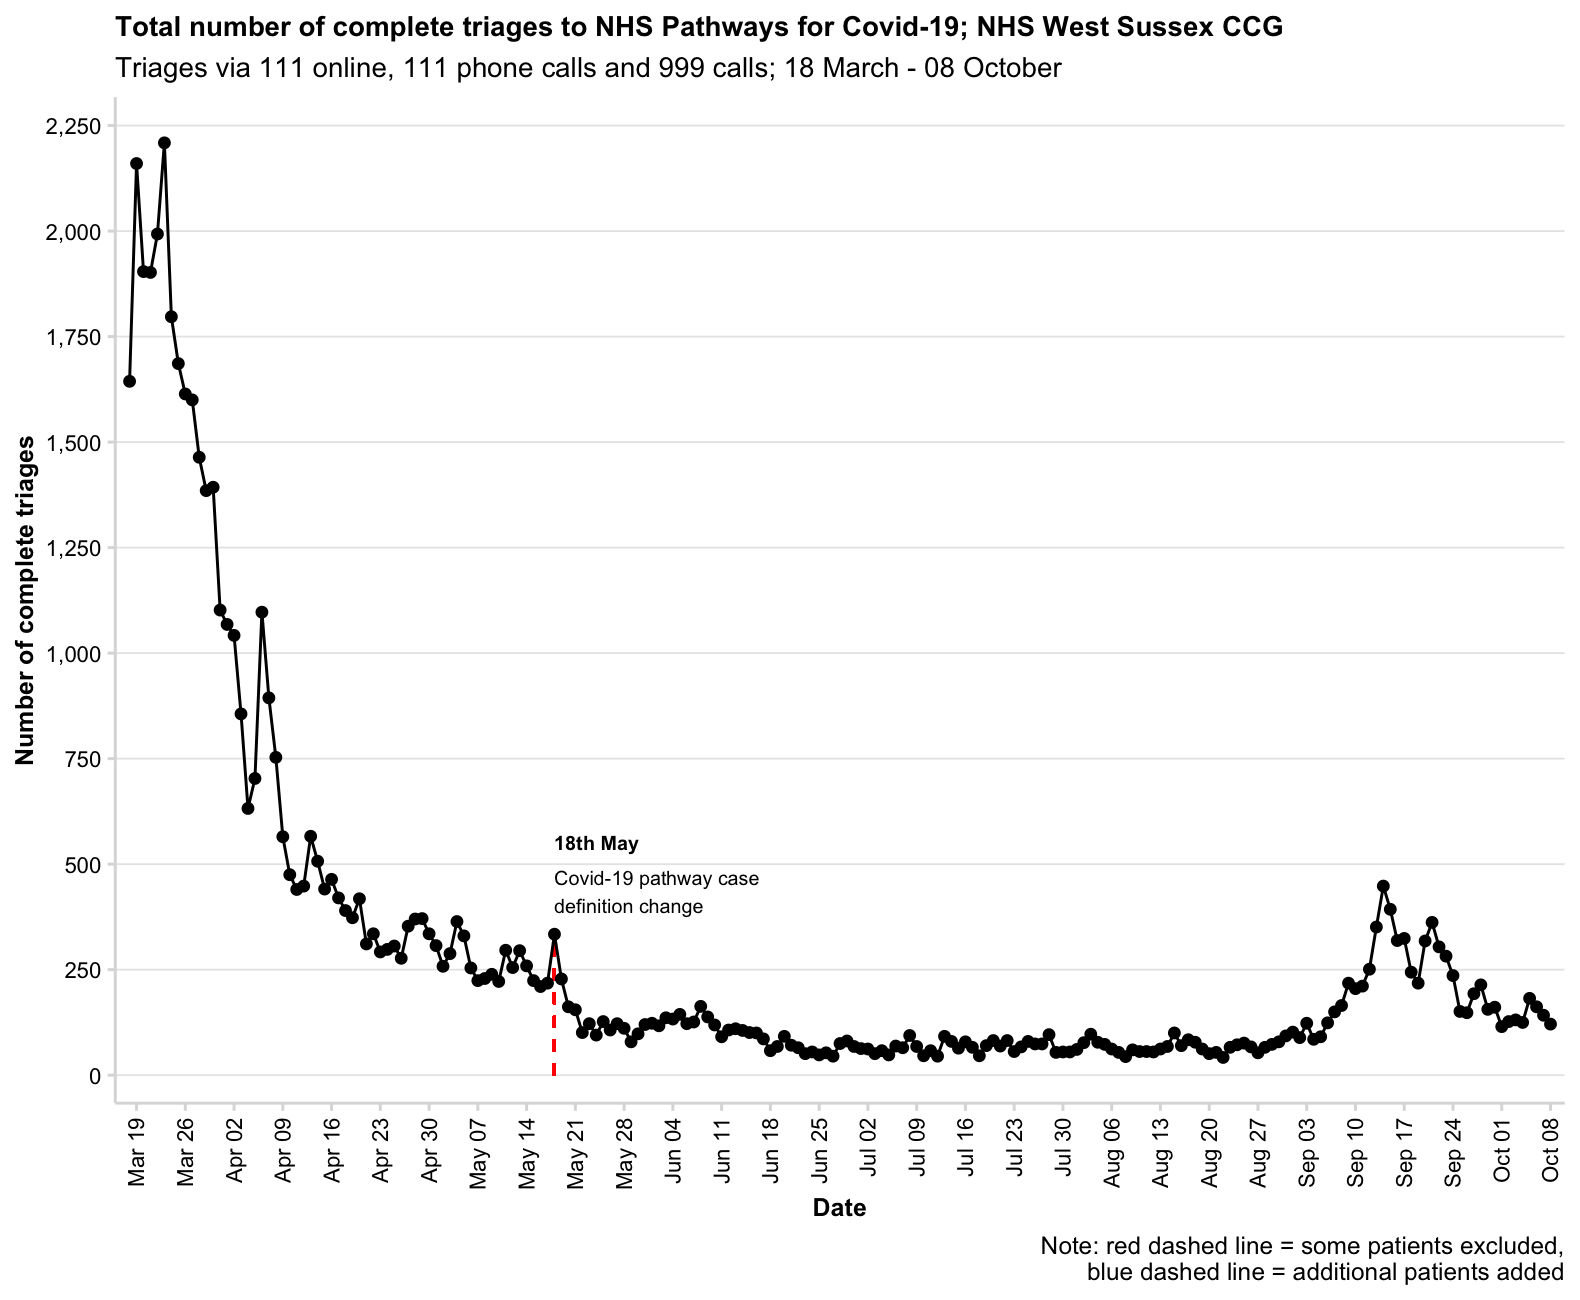 Total number of complete triages to NHS Pathways for Covid-19; NHS West Sussex CCG
Triages via 111 online, 111 phone calls and 999 calls; 18 March - 08 October
Number of complete triages
2,250
2,000
1,750
1,500
1,250
1,000
750
500
250
0
18th May
Covid-19 pathway case
definition change
Mar 19
Mar 26
Apr 02
Apr 09
Apr 16
Apr 23
Apr 30
May 07
May 14
May 21
May 28
Jun 04
Jun 11
Jun 18
Jun 25
Jul 02
Jul 09
Jul 16
Jul 23
Jul 30
Aug 06
Aug 13
Aug 20
Aug 27
Sep 03
Sep 10
Sep 17
Sep 24
Oct 01
Oct 08
Date
Note: red dashed line = some patients excluded,
blue dashed line = additional patients added